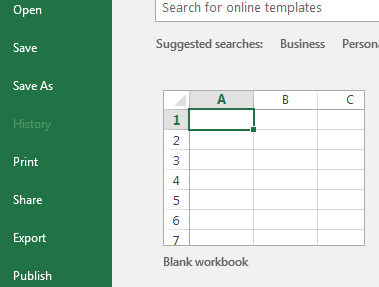 Open
Save
Save As
History
Print
Share
Export
Publish
Search for online templates
Suggested searches: Business
A B C
1
2
3
4
5
6
7
Blank workbook